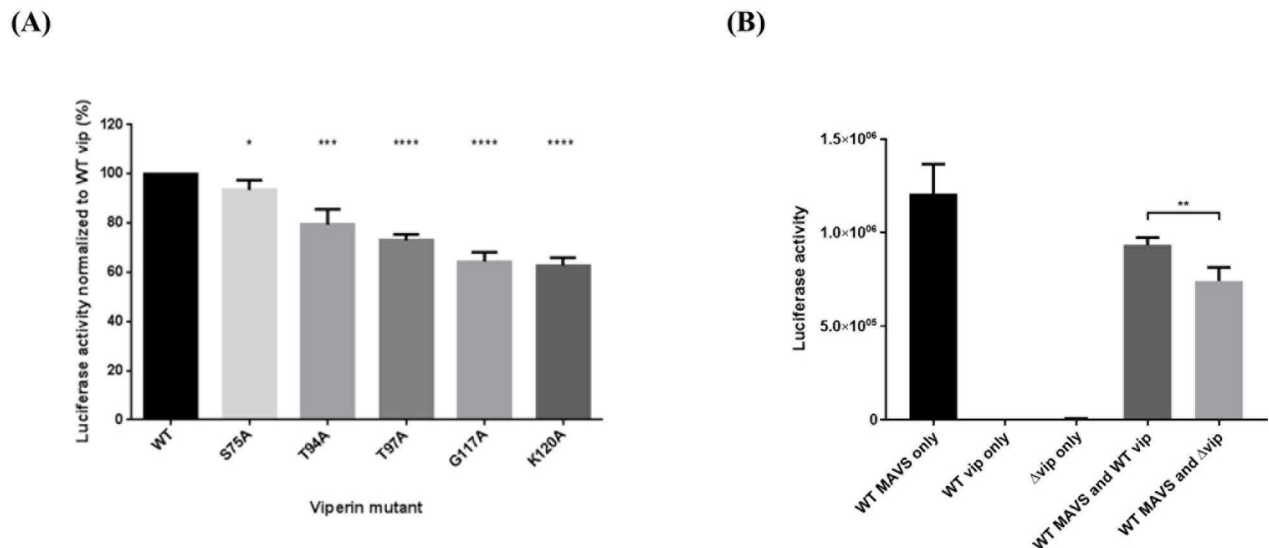 (A)
(B)
Luciferase activity normalized to WT vip (%)
120
100
80
60
40
20
0
* *** **** **** ****
WT S75A T94A T97A G117A K120A
Viperin mutant
Luciferase activity
1.5×10⁰⁶
1.0×10⁰⁶
5.0×10⁰⁵
0
**
WT MAVS only
WT vip only
Δvip only
WT MAVS and WT vip
WT MAVS and Δvip